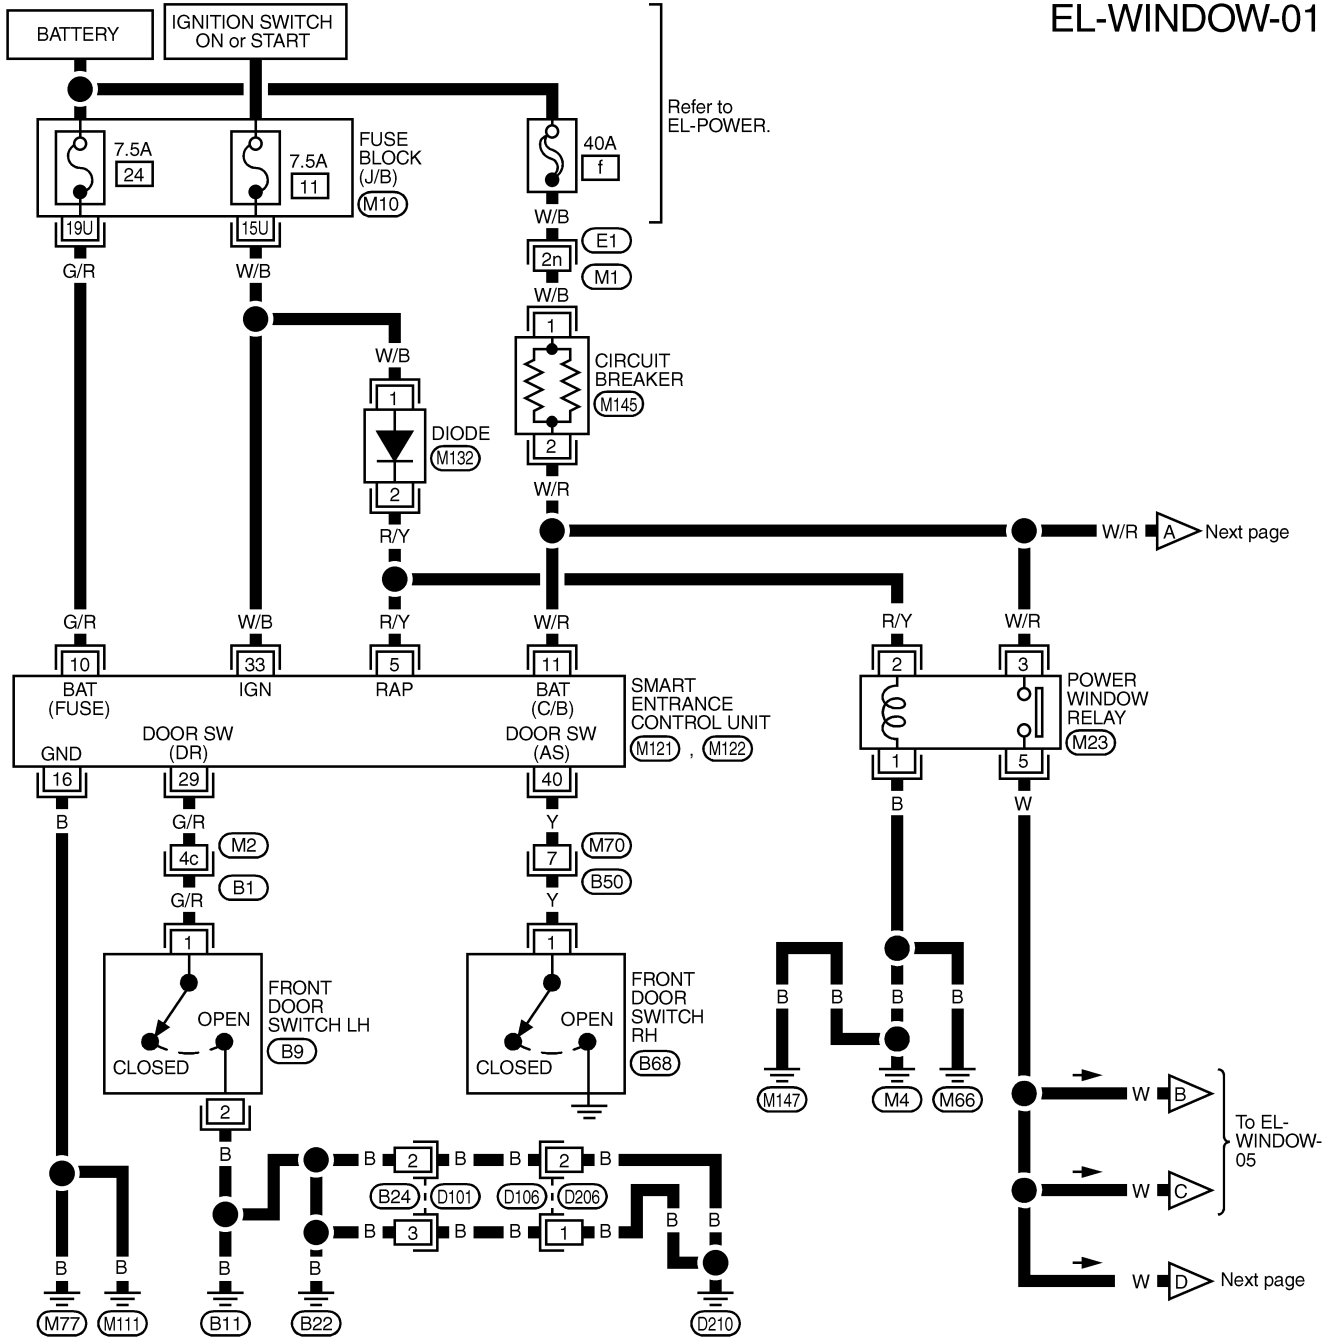 EL-WINDOW-01
BATTERY
IGNITION SWITCH
ON or START
Refer to
EL-POWER.
7.5A
24
7.5A
11
FUSE
BLOCK
(J/B)
M10
40A
f
19U
15U
W/B
E1
2n
M1
G/R
W/B
W/B
1
W/B
1
CIRCUIT
BREAKER
M145
DIODE
M132
2
2
W/R
R/Y
W/R
A
Next page
G/R
W/B
R/Y
W/R
R/Y
W/R
10
33
5
11
2
3
BAT
(FUSE)
IGN
RAP
BAT
(C/B)
SMART
ENTRANCE
CONTROL UNIT
M121 , M122
POWER
WINDOW
RELAY
M23
GND
DOOR SW
(DR)
DOOR SW
(AS)
16
29
40
1
5
B
G/R
Y
B
W
4c
M2
B1
7
M70
B50
G/R
Y
1
1
FRONT
DOOR
SWITCH LH
B9
OPEN
CLOSED
FRONT
DOOR
SWITCH
RH
B68
OPEN
CLOSED
B
B
B
B
M147
M4
M66
2
B
W
B
To EL-
WINDOW-
05
W
C
B
2
B
B
2
B
B24
D101
D106
D206
B
3
B
B
1
B
B
B
B
B
B
B
M77
M111
B11
B22
D210
W
D
Next page